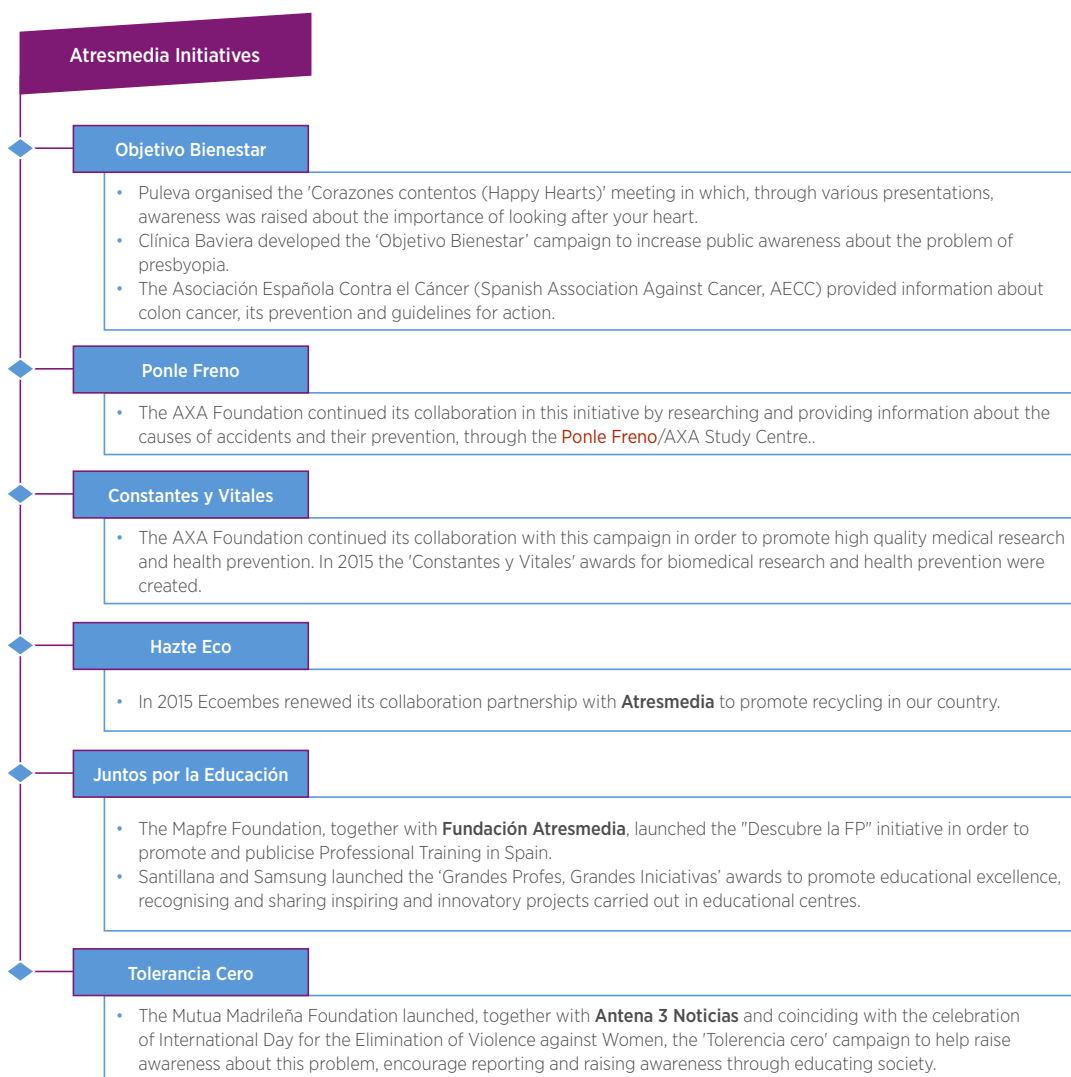 Atresmedia Initiatives
Objetivo Bienestar
• Puleva organised the 'Corazones contentos (Happy Hearts)' meeting in which, through various presentations,
awareness was raised about the importance of looking after your heart.
• Clínica Baviera developed the ‘Objetivo Bienestar’ campaign to increase public awareness about the problem of
presbyopia.
• The Asociación Española Contra el Cáncer (Spanish Association Against Cancer, AECC) provided information about
colon cancer, its prevention and guidelines for action.
Ponle Freno
• The AXA Foundation continued its collaboration in this initiative by researching and providing information about the
causes of accidents and their prevention, through the Ponle Freno/AXA Study Centre..
Constantes y Vitales
• The AXA Foundation continued its collaboration with this campaign in order to promote high quality medical research
and health prevention. In 2015 the 'Constantes y Vitales' awards for biomedical research and health prevention were
created.
Hazte Eco
• In 2015 Ecoembes renewed its collaboration partnership with Atresmedia to promote recycling in our country.
Juntos por la Educación
• The Mapfre Foundation, together with Fundación Atresmedia, launched the "Descubre la FP" initiative in order to
promote and publicise Professional Training in Spain.
• Santillana and Samsung launched the ‘Grandes Profes, Grandes Iniciativas’ awards to promote educational excellence,
recognising and sharing inspiring and innovatory projects carried out in educational centres.
Tolerancia Cero
• The Mutua Madrileña Foundation launched, together with Antena 3 Noticias and coinciding with the celebration
of International Day for the Elimination of Violence against Women, the 'Tolerencia cero' campaign to help raise
awareness about this problem, encourage reporting and raising awareness through educating society.